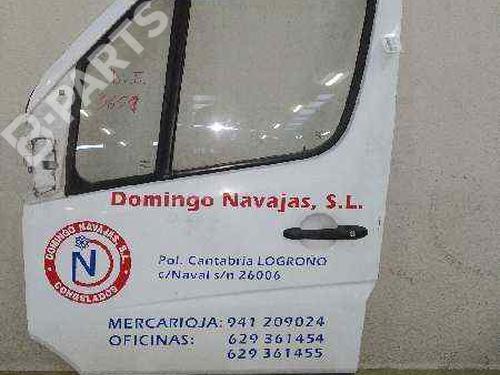 B-PARTS
D.I.
3659
Domingo Navajas, S.L.
DOMINGO NAVAJAS, S.L.
N
CONGELADOS
Pol. Cantabria LOGROÑO
c/Naval s/n 26006
MERCARIOJA: 941 209024
OFICINAS: 629 361454
629 361455